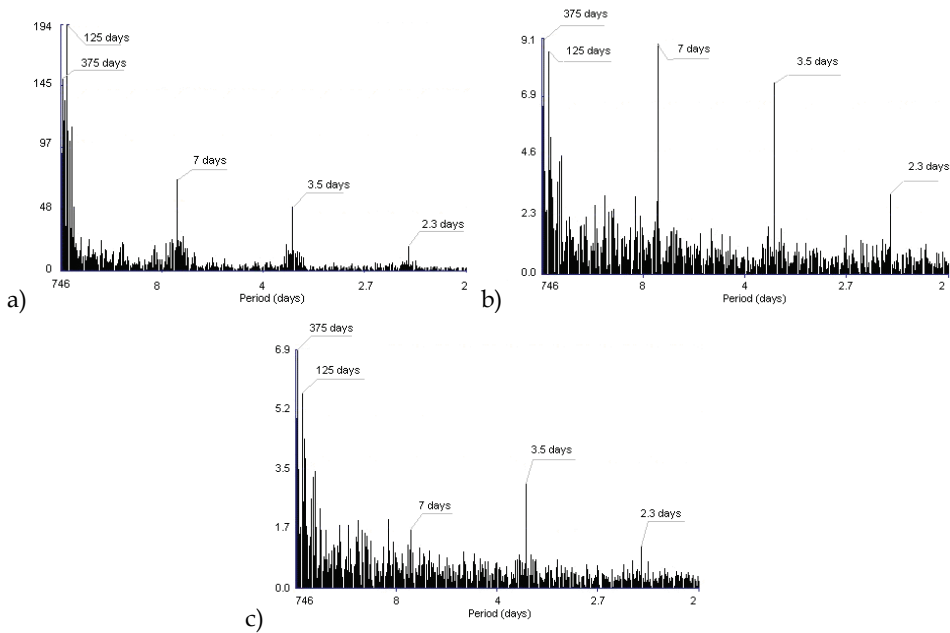 194
145
97
48
0
125 days
375 days
7 days
3.5 days
2.3 days
746 8 4 2.7 2
Period (days)
a)
9.1
6.9
4.6
2.3
0.0
375 days
125 days
7 days
3.5 days
2.3 days
746 8 4 2.7 2
Period (days)
b)
6.9
5.2
3.5
1.7
0.0
375 days
125 days
7 days
3.5 days
2.3 days
746 8 4 2.7 2
Period (days)
c)